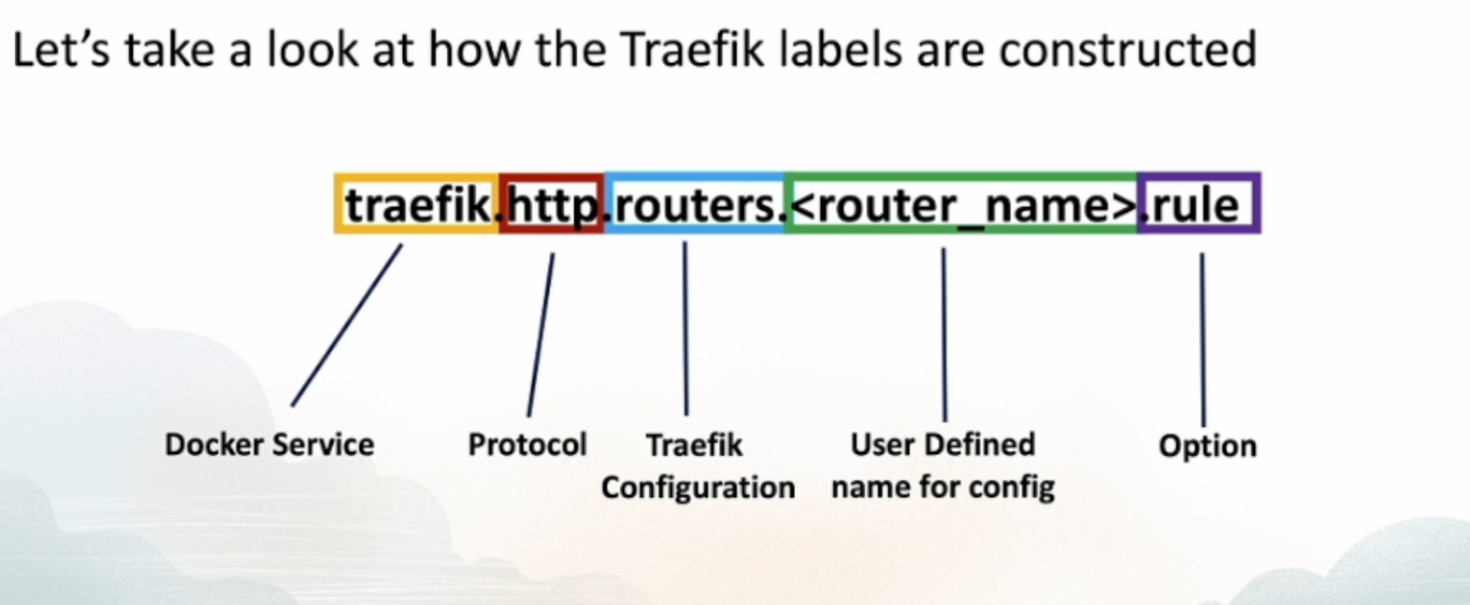 Let's take a look at how the Traefik labels are constructed
traefik.http.routers.<router_name>.rule
Docker Service
Protocol
Traefik
Configuration
User Defined
name for config
Option